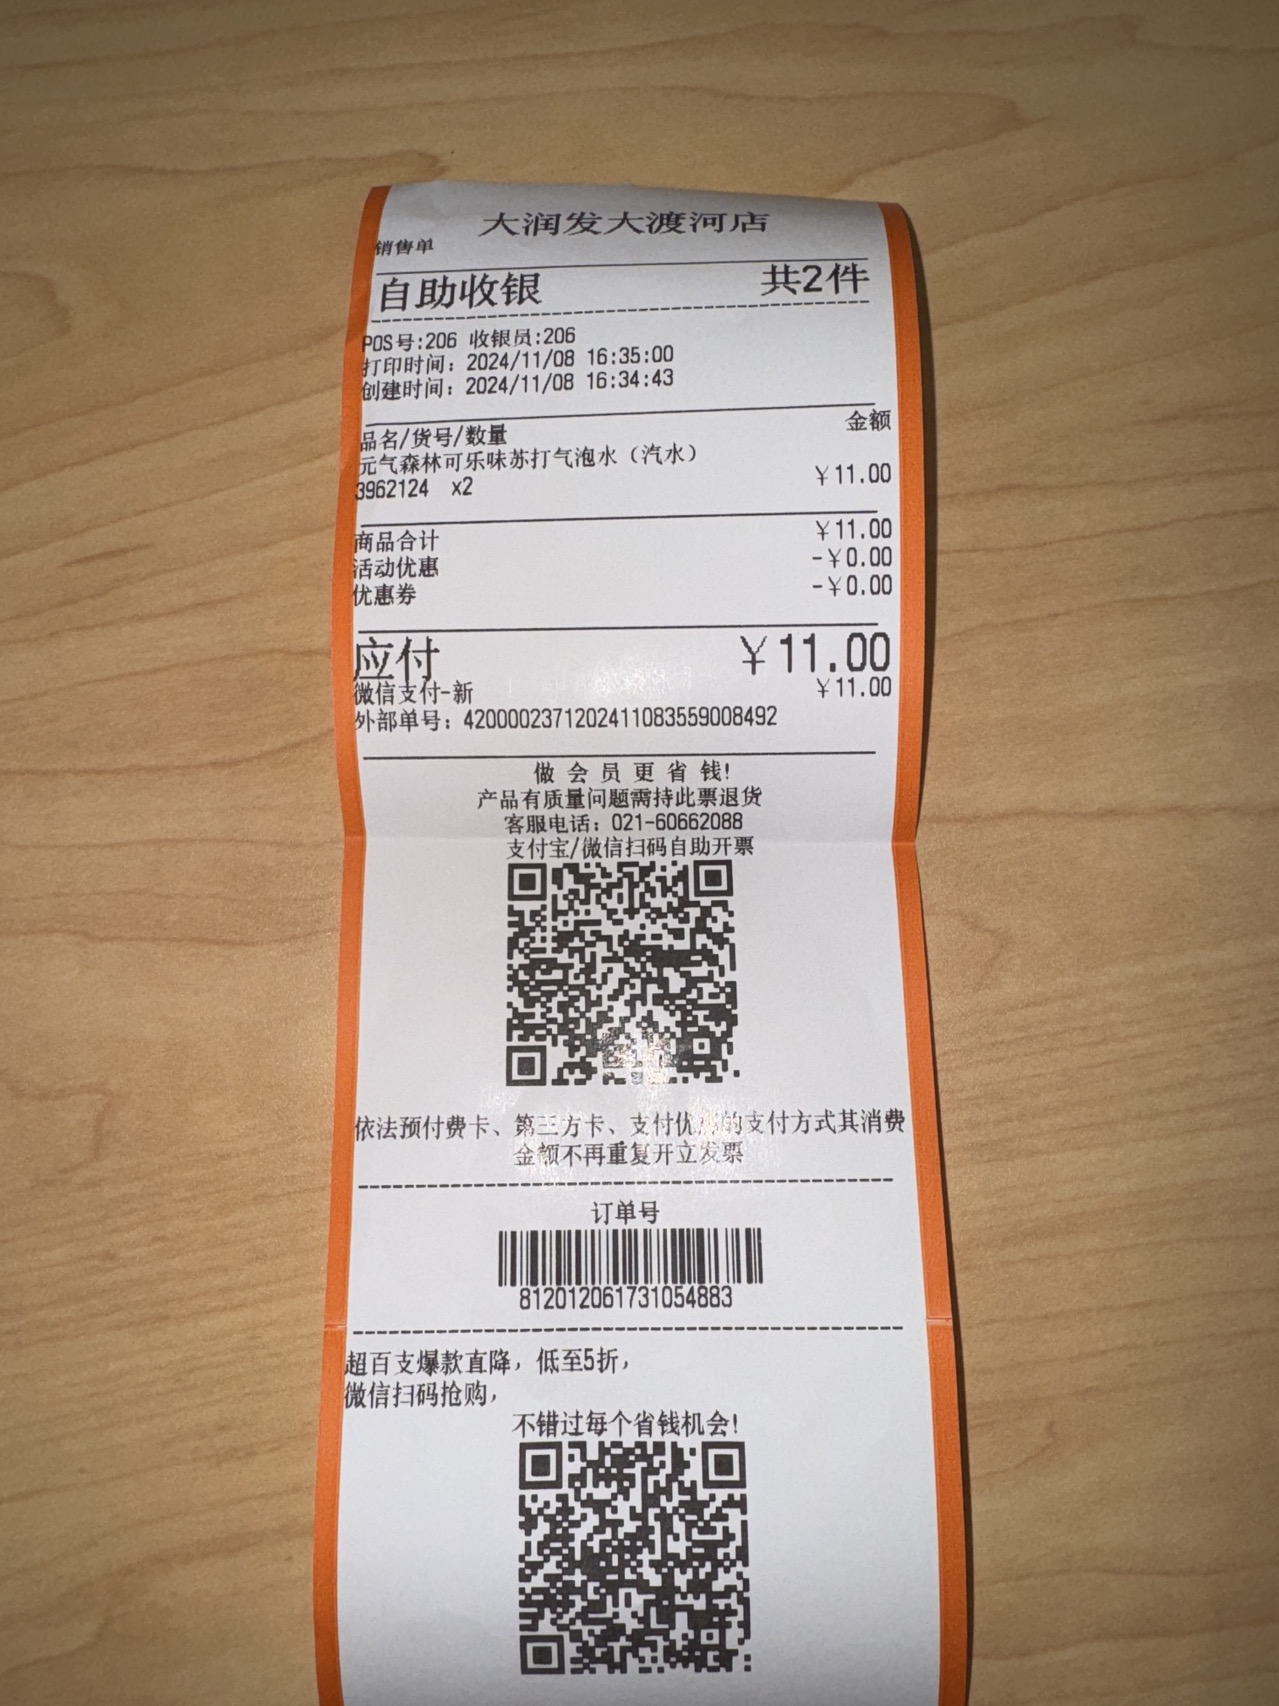 大润发大渡河店
销售单
自助收银 共2件
POS号:206 收银员:206
打印时间: 2024/11/08 16:35:00
创建时间: 2024/11/08 16:34:43
金额
品名/货号/数量
元气森林可乐味苏打气泡水（汽水）
3962124 x2 ￥11.00
商品合计 ￥11.00
活动优惠 -￥0.00
优惠券 -￥0.00
应付 ￥11.00
微信支付-新 ￥11.00
外部单号: 4200002371202411083559008492
做会员更省钱!
产品有质量问题需持此票退货
客服电话: 021-60662088
支付宝/微信扫码自助开票
依法预付费卡、第三方卡、支付优 的支付方式其消费
金额不再重复开立发票
订单号
812012061731054883
超百支爆款直降，低至5折，
微信扫码抢购，
不错过每个省钱机会!